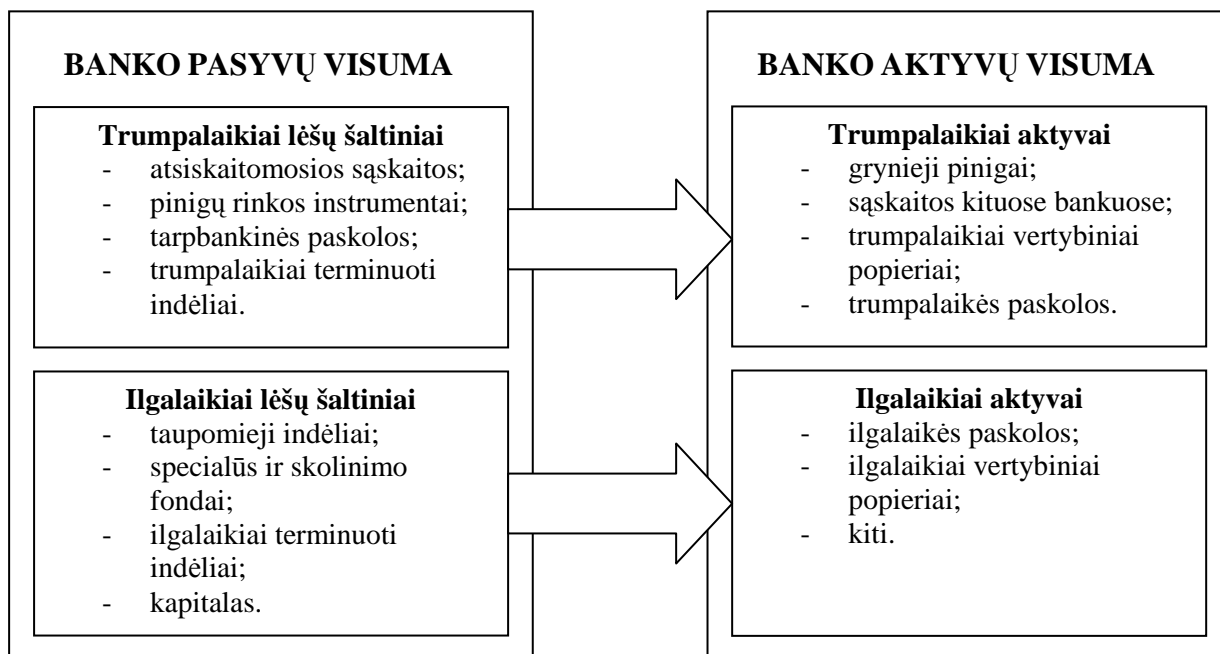 BANKO PASYVŲ VISUMA
Trumpalaikiai lėšų šaltiniai
- atsiskaitomosios sąskaitos;
- pinigų rinkos instrumentai;
- tarpbankinės paskolos;
- trumpalaikiai terminuoti
indėliai.
Ilgalaikiai lėšų šaltiniai
- taupomieji indėliai;
- specialūs ir skolinimo
fondai;
- ilgalaikiai terminuoti
indėliai;
- kapitalas.
BANKO AKTYVŲ VISUMA
Trumpalaikiai aktyvai
- grynieji pinigai;
- sąskaitos kituose bankuose;
- trumpalaikiai vertybiniai
popieriai;
- trumpalaikės paskolos.
Ilgalaikiai aktyvai
- ilgalaikės paskolos;
- ilgalaikiai vertybiniai
popieriai;
- kiti.